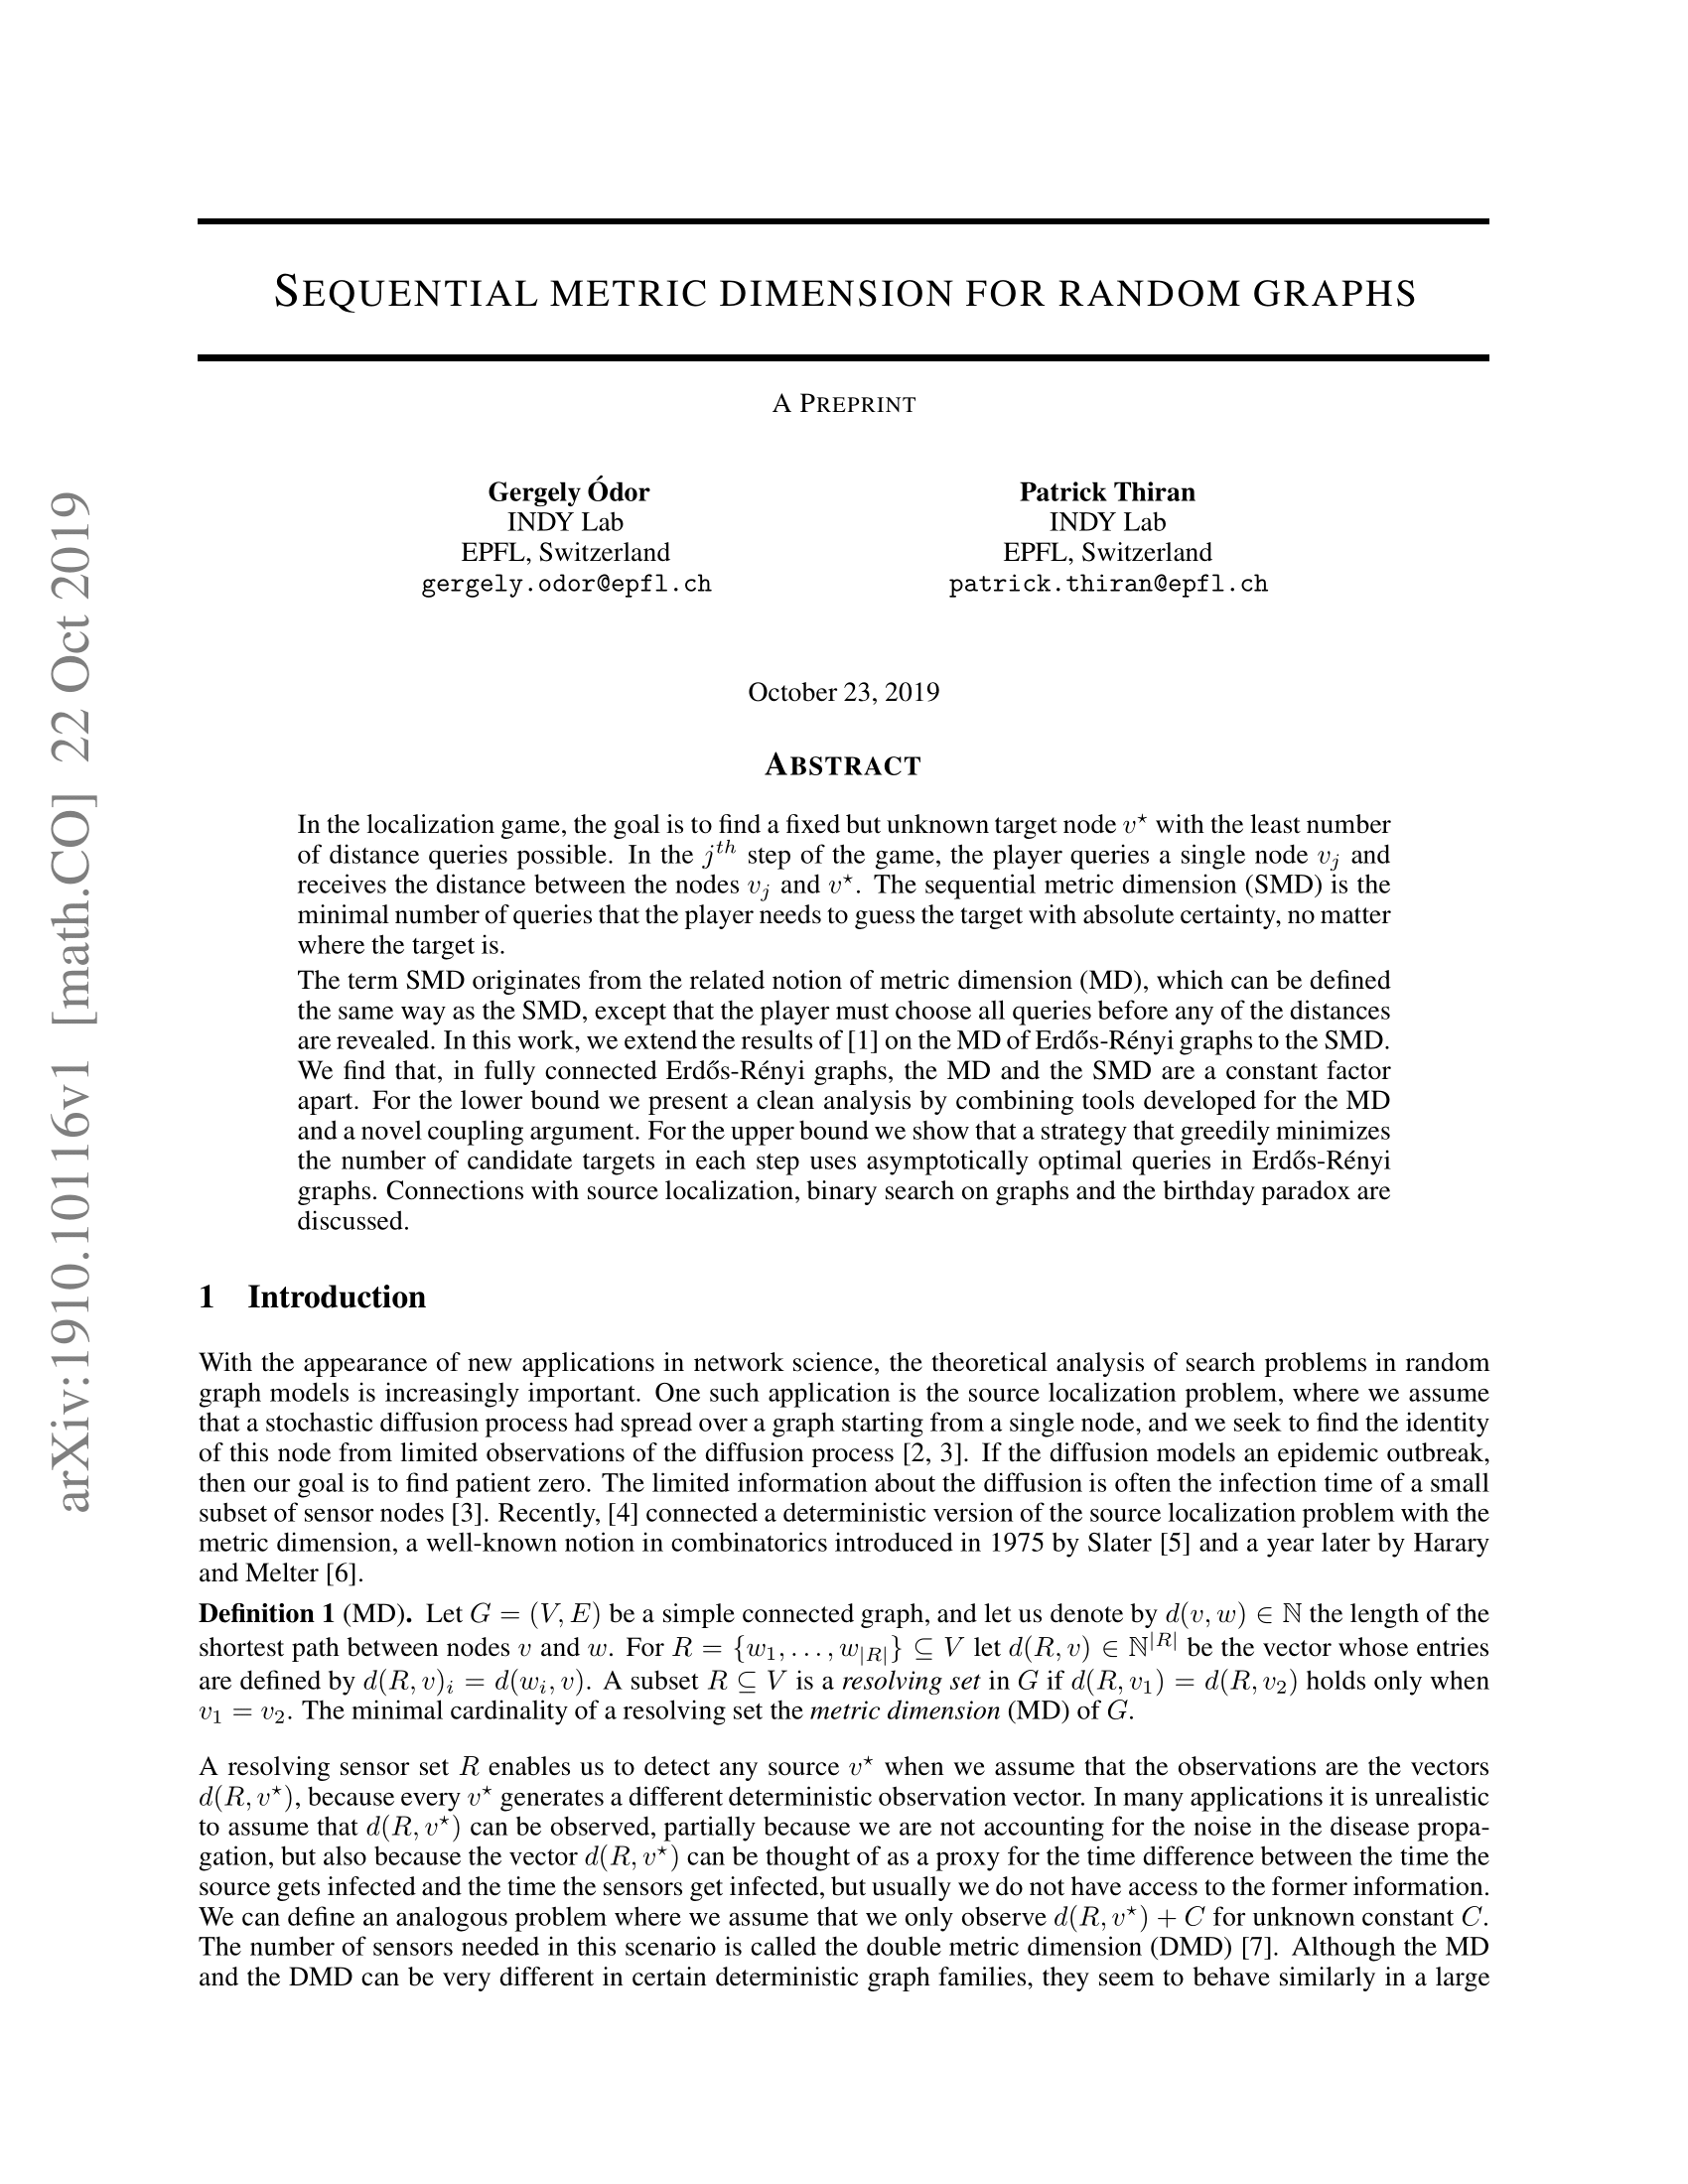 arXiv:1910.10116v1 [math.CO] 22 Oct 2019
SEQUENTIAL METRIC DIMENSION FOR RANDOM GRAPHS
A PREPRINT
Gergely Ódor
INDY Lab
EPFL, Switzerland
gergely.odor@epfl.ch
Patrick Thiran
INDY Lab
EPFL, Switzerland
patrick.thiran@epfl.ch
October 23, 2019
ABSTRACT
In the localization game, the goal is to find a fixed but unknown target node v⋆ with the least number
of distance queries possible. In the jᵗʰ step of the game, the player queries a single node vⱼ and
receives the distance between the nodes vⱼ and v⋆. The sequential metric dimension (SMD) is the
minimal number of queries that the player needs to guess the target with absolute certainty, no matter
where the target is.
The term SMD originates from the related notion of metric dimension (MD), which can be defined
the same way as the SMD, except that the player must choose all queries before any of the distances
are revealed. In this work, we extend the results of [1] on the MD of Erdős-Rényi graphs to the SMD.
We find that, in fully connected Erdős-Rényi graphs, the MD and the SMD are a constant factor
apart. For the lower bound we present a clean analysis by combining tools developed for the MD
and a novel coupling argument. For the upper bound we show that a strategy that greedily minimizes
the number of candidate targets in each step uses asymptotically optimal queries in Erdős-Rényi
graphs. Connections with source localization, binary search on graphs and the birthday paradox are
discussed.
1 Introduction
With the appearance of new applications in network science, the theoretical analysis of search problems in random
graph models is increasingly important. One such application is the source localization problem, where we assume
that a stochastic diffusion process had spread over a graph starting from a single node, and we seek to find the identity
of this node from limited observations of the diffusion process [2, 3]. If the diffusion models an epidemic outbreak,
then our goal is to find patient zero. The limited information about the diffusion is often the infection time of a small
subset of sensor nodes [3]. Recently, [4] connected a deterministic version of the source localization problem with the
metric dimension, a well-known notion in combinatorics introduced in 1975 by Slater [5] and a year later by Harary
and Melter [6].
Definition 1 (MD). Let G = (V, E) be a simple connected graph, and let us denote by d(v, w) ∈ ℕ the length of the
shortest path between nodes v and w. For R = {w₁, . . . , w_|R|} ⊆ V let d(R, v) ∈ ℕ^|R| be the vector whose entries
are defined by d(R, v)ᵢ = d(wᵢ, v). A subset R ⊆ V is a resolving set in G if d(R, v₁) = d(R, v₂) holds only when
v₁ = v₂. The minimal cardinality of a resolving set the metric dimension (MD) of G.
A resolving sensor set R enables us to detect any source v⋆ when we assume that the observations are the vectors
d(R, v⋆), because every v⋆ generates a different deterministic observation vector. In many applications it is unrealistic
to assume that d(R, v⋆) can be observed, partially because we are not accounting for the noise in the disease propa-
gation, but also because the vector d(R, v⋆) can be thought of as a proxy for the time difference between the time the
source gets infected and the time the sensors get infected, but usually we do not have access to the former information.
We can define an analogous problem where we assume that we only observe d(R, v⋆) + C for unknown constant C.
The number of sensors needed in this scenario is called the double metric dimension (DMD) [7]. Although the MD
and the DMD can be very different in certain deterministic graph families, they seem to behave similarly in a large